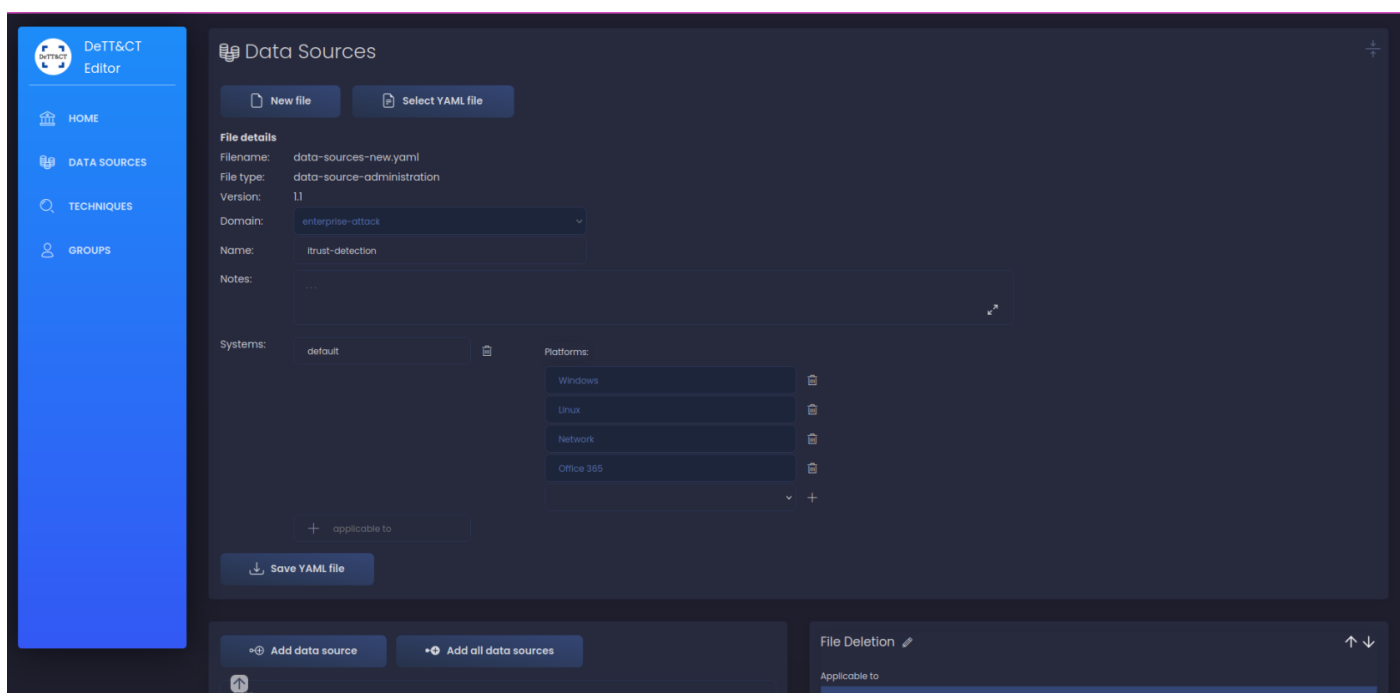 DeTT&CT
DeTT&CT
Editor
HOME
DATA SOURCES
TECHNIQUES
GROUPS
Data Sources
New file
Select YAML file
File details
Filename: data-sources-new.yaml
File type: data-source-administration
Version: 1.1
Domain: enterprise-attack
Name: itrust-detection
Notes: ...
Systems: default
Platforms:
Windows
Linux
Network
Office 365
+ applicable to
Save YAML file
Add data source
Add all data sources
File Deletion
Applicable to